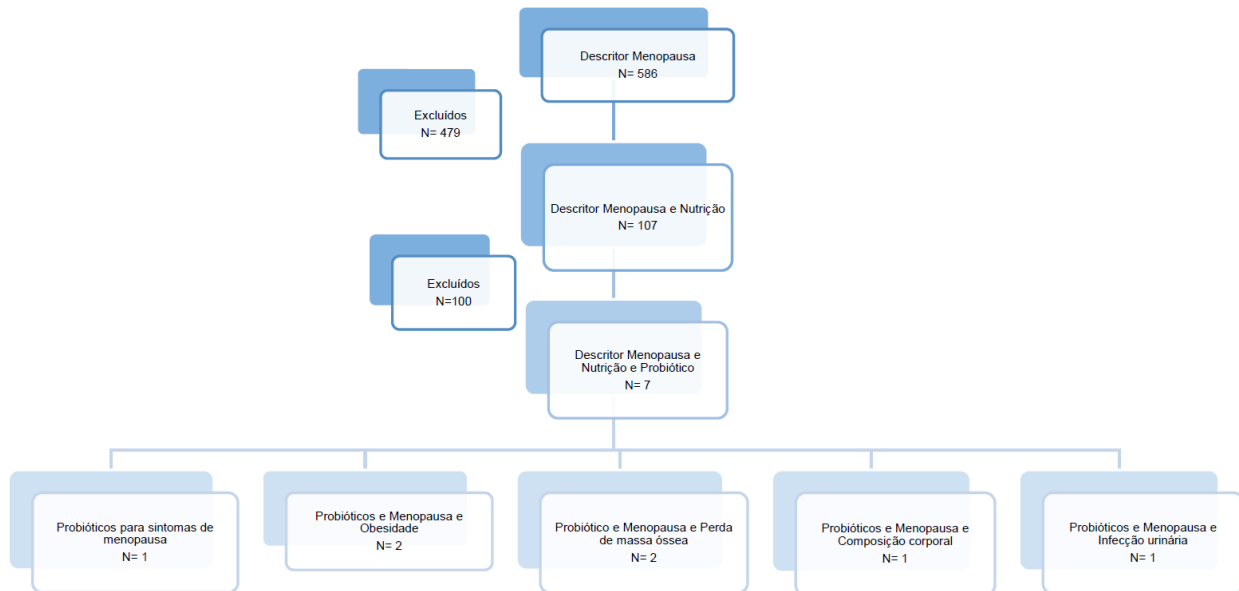 Descritor Menopausa
N= 586
Excluídos
N= 479
Descritor Menopausa e Nutrição
N= 107
Excluídos
N=100
Descritor Menopausa e
Nutrição e Probiótico
N= 7
Probióticos para sintomas de
menopausa
N= 1
Probióticos e Menopausa e
Obesidade
N= 2
Probiótico e Menopausa e Perda
de massa óssea
N= 2
Probióticos e Menopausa e
Composição corporal
N= 1
Probióticos e Menopausa e
Infecção urinária
N= 1